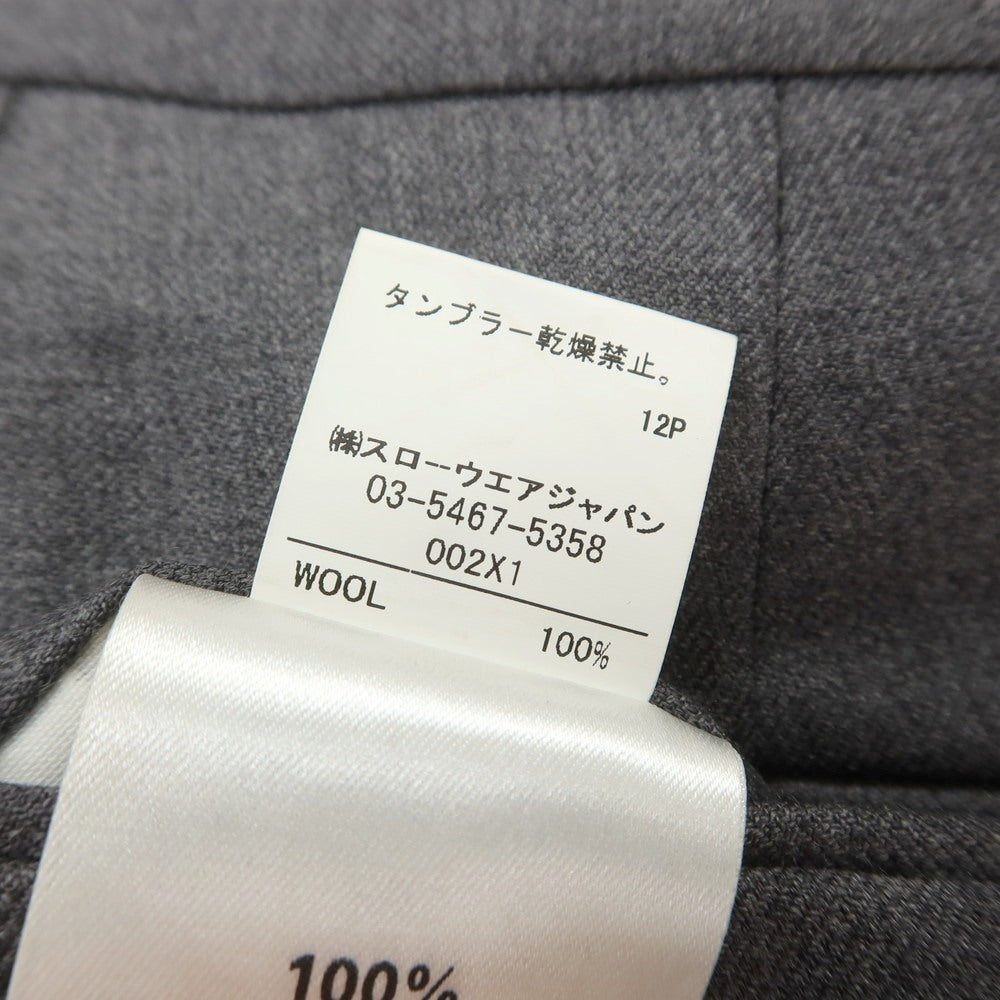 タンブラー乾燥禁止。
12P
㈱スローウエアジャパン
03-5467-5358
002X1
WOOL
100%
100%